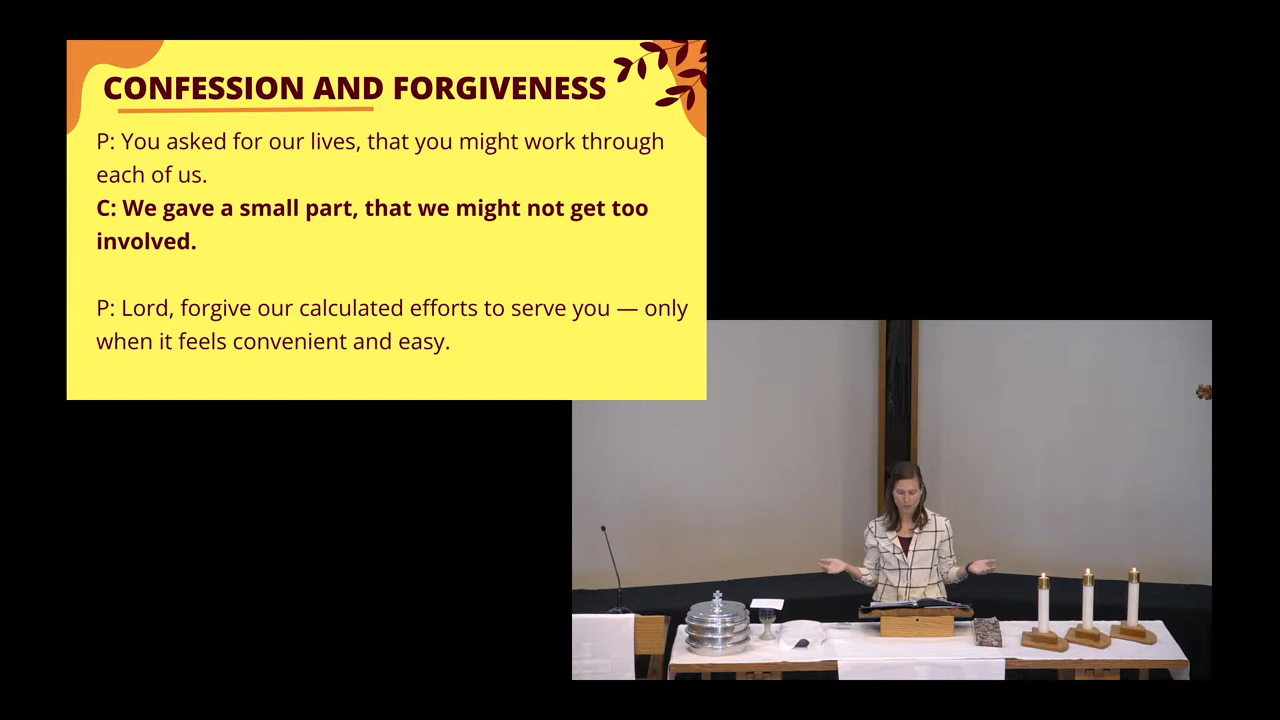 CONFESSION AND FORGIVENESS
P: You asked for our lives, that you might work through
each of us.
C: We gave a small part, that we might not get too
involved.
P: Lord, forgive our calculated efforts to serve you — only
when it feels convenient and easy.